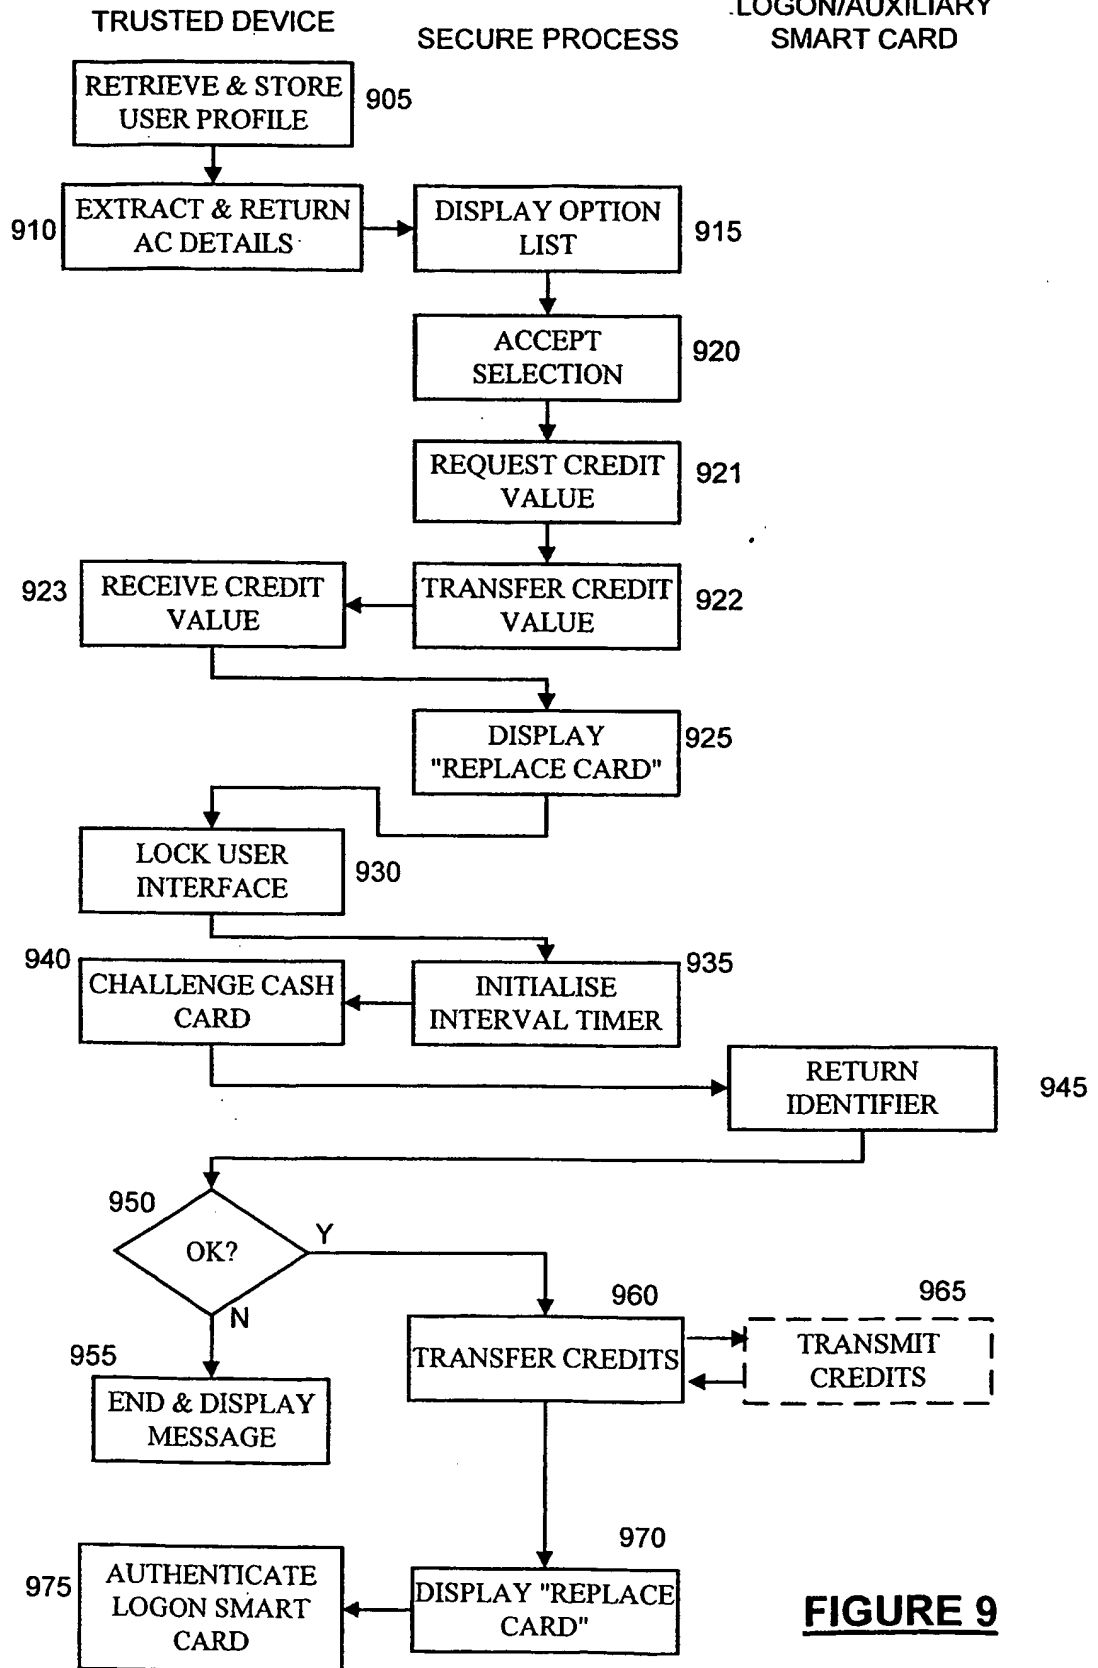 TRUSTED DEVICE
SECURE PROCESS
LOGON/AUXILIARY
SMART CARD
RETRIEVE & STORE
USER PROFILE
905
910
EXTRACT & RETURN
AC DETAILS
DISPLAY OPTION
LIST
915
ACCEPT
SELECTION
920
REQUEST CREDIT
VALUE
921
923
RECEIVE CREDIT
VALUE
TRANSFER CREDIT
VALUE
922
DISPLAY
"REPLACE CARD"
925
LOCK USER
INTERFACE
930
940
CHALLENGE CASH
CARD
INITIALISE
INTERVAL TIMER
935
RETURN
IDENTIFIER
945
950
OK?
Y
N
955
END & DISPLAY
MESSAGE
960
TRANSFER CREDITS
965
TRANSMIT
CREDITS
970
DISPLAY "REPLACE
CARD"
975
AUTHENTICATE
LOGON SMART
CARD
FIGURE 9